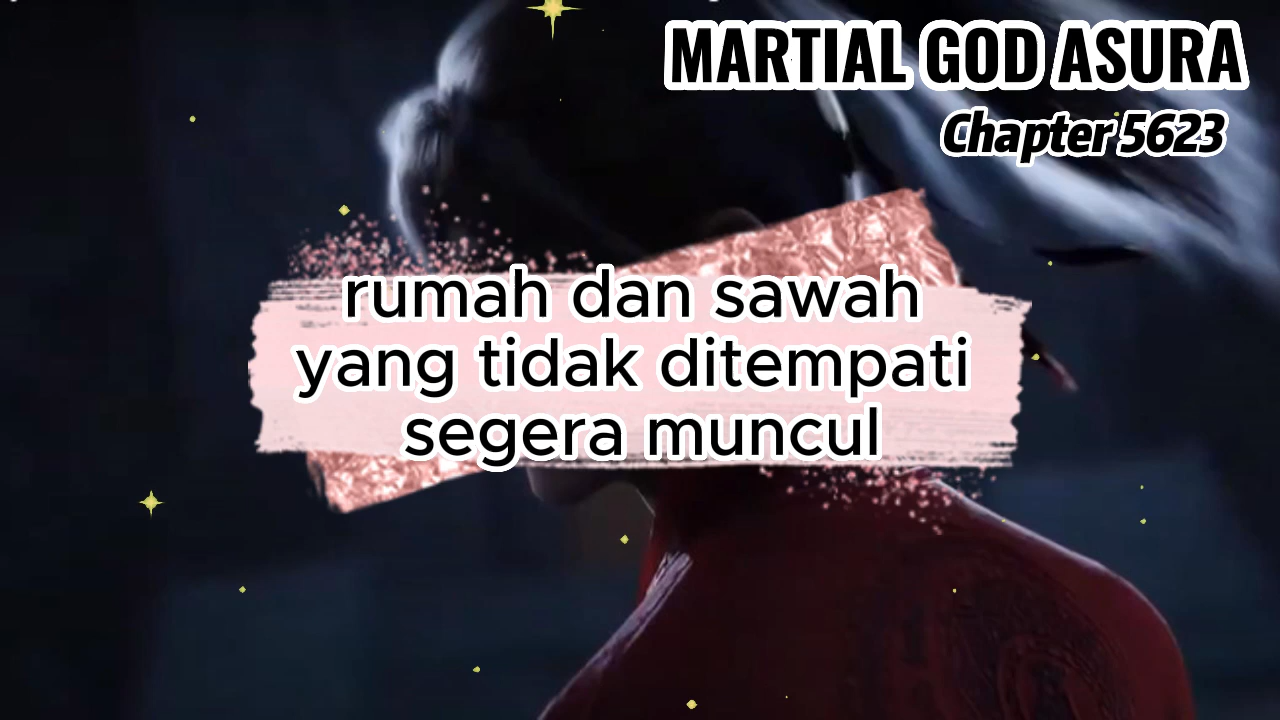 MARTIAL GOD ASURA
Chapter 5623
rumah dan sawah
yang tidak ditempati
segera muncul